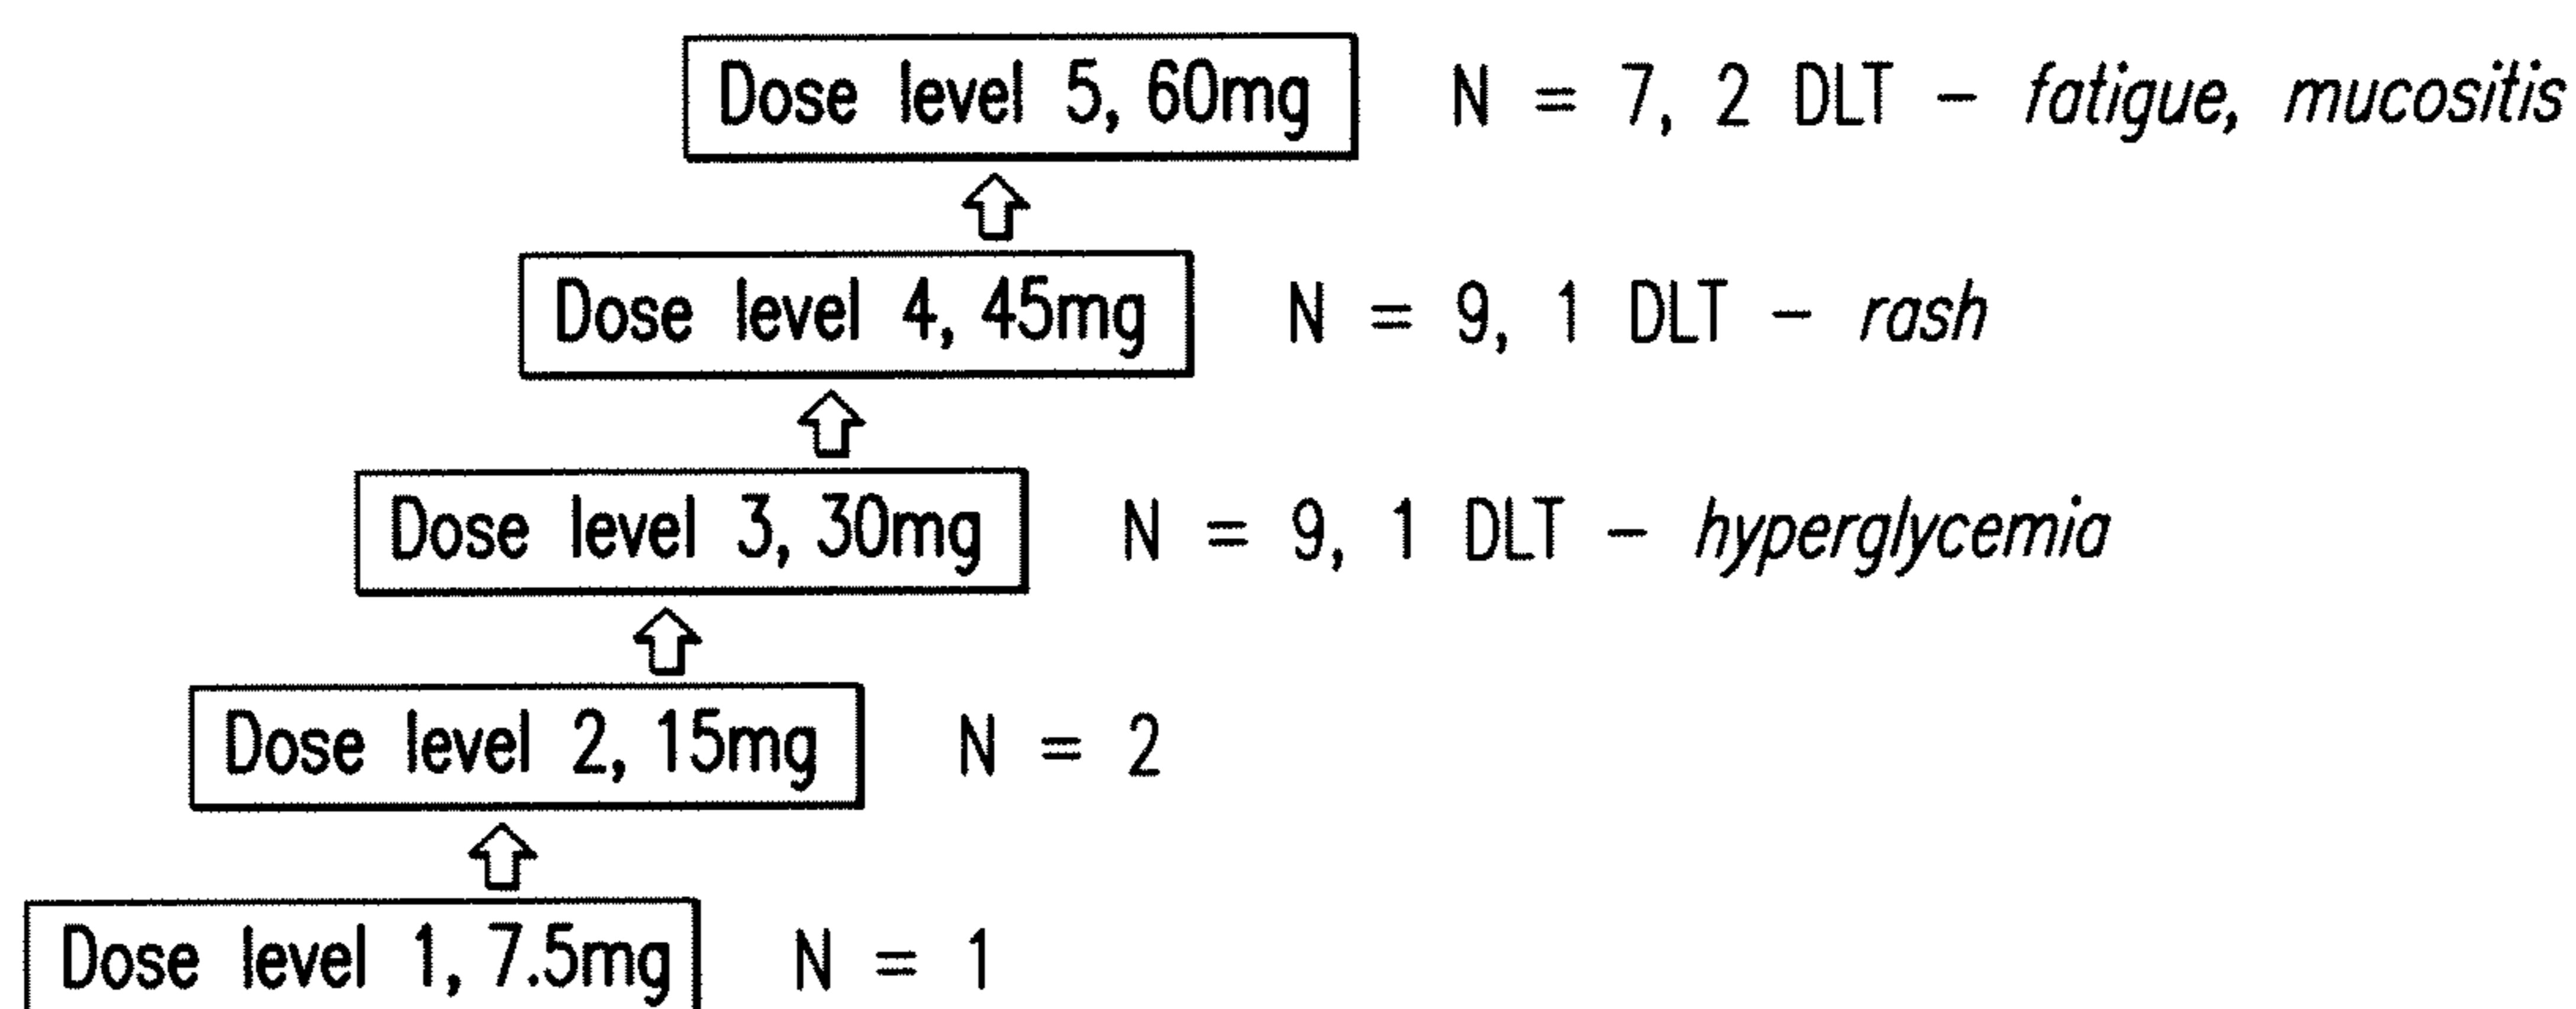 Dose level 5, 60mg N = 7, 2 DLT – fatigue, mucositis
Dose level 4, 45mg N = 9, 1 DLT – rash
Dose level 3, 30mg N = 9, 1 DLT – hyperglycemia
Dose level 2, 15mg N = 2
Dose level 1, 7.5mg N = 1